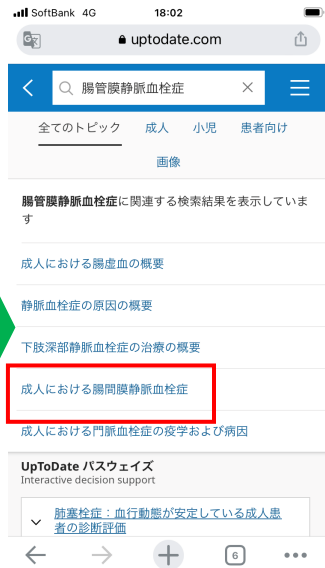 SoftBank 4G 18:02
uptodate.com
腸管膜静脈血栓症
全てのトピック 成人 小児 患者向け
画像
腸管膜静脈血栓症に関連する検索結果を表示していま
す
成人における腸虚血の概要
静脈血栓症の原因の概要
下肢深部静脈血栓症の治療の概要
成人における腸間膜静脈血栓症
成人における門脈血栓症の疫学および病因
UpToDate パスウェイズ
Interactive decision support
肺塞栓症：血行動態が安定している成人患
者の診断評価
6